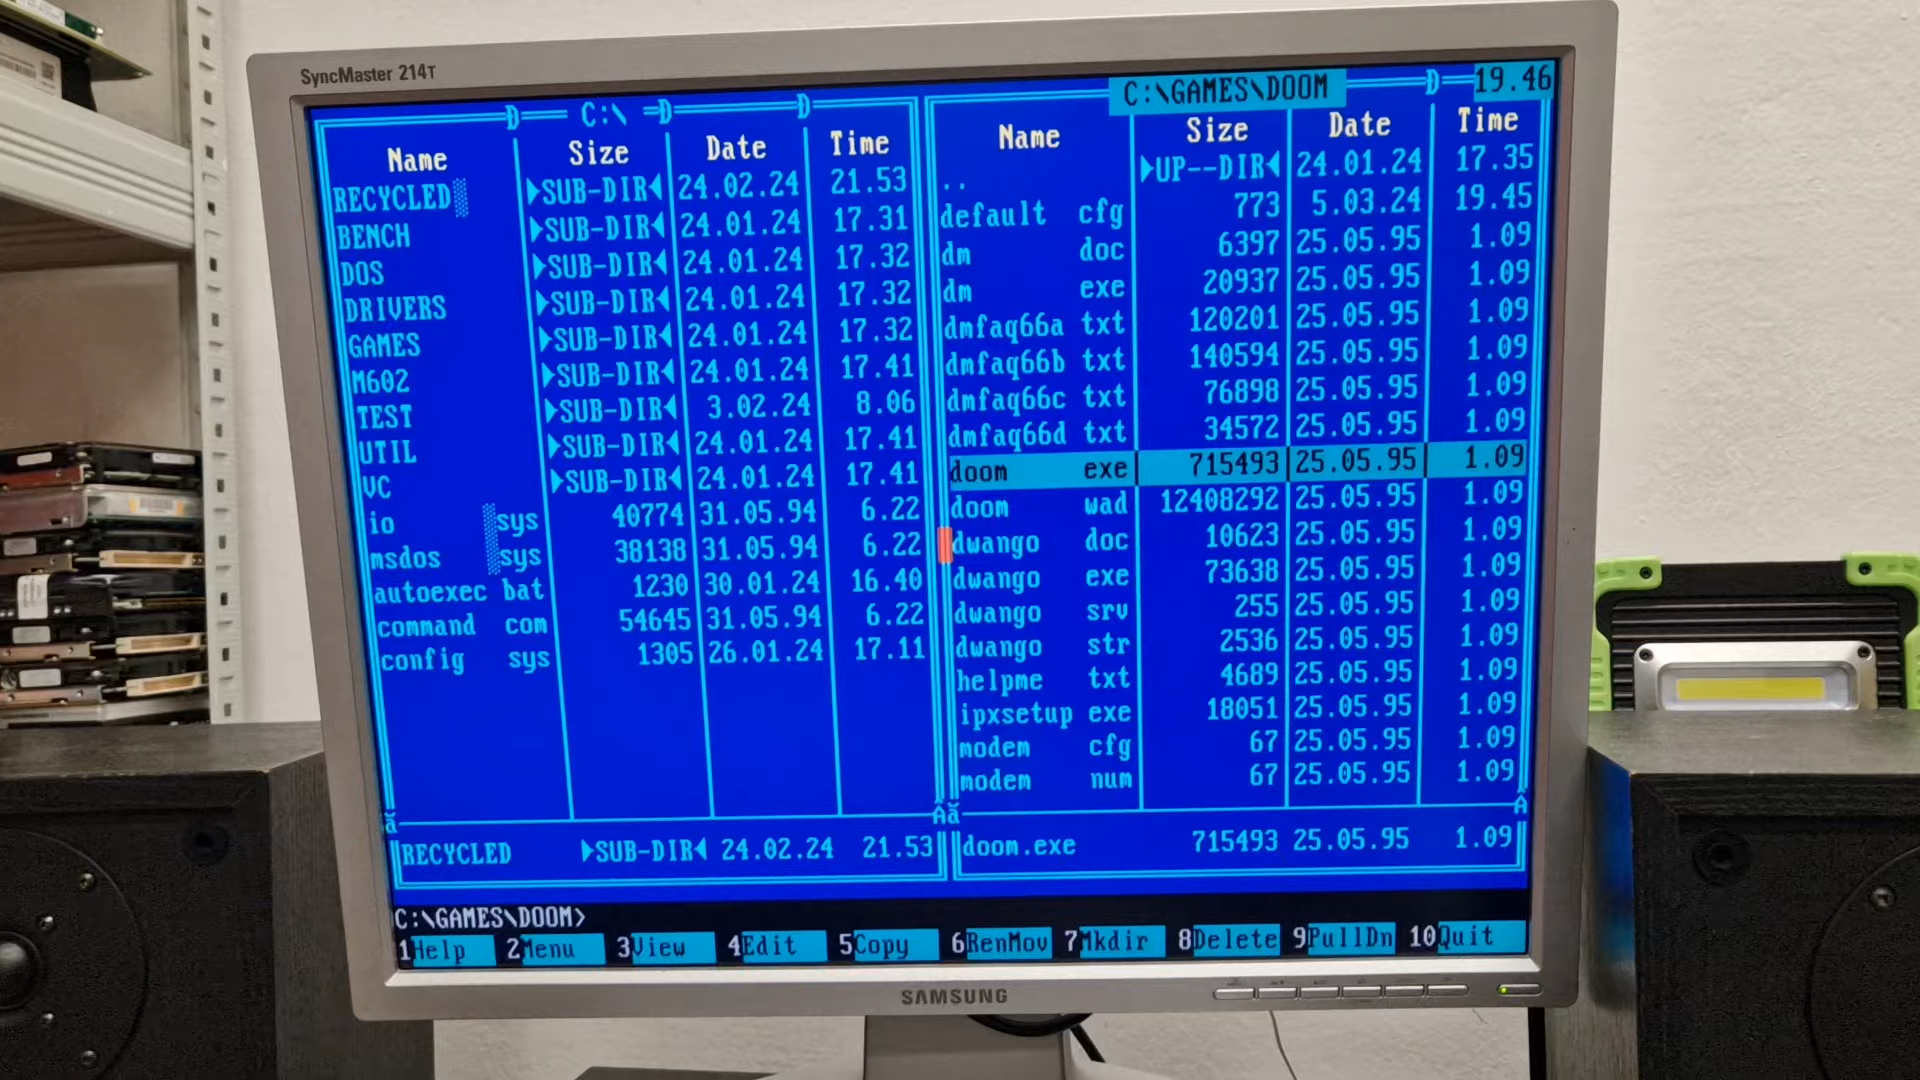 SyncMaster 214T
C:\
Name Size Date Time
RECYCLED ►SUB-DIR◄ 24.02.24 21.53
BENCH ►SUB-DIR◄ 24.01.24 17.31
DOS ►SUB-DIR◄ 24.01.24 17.32
DRIVERS ►SUB-DIR◄ 24.01.24 17.32
GAMES ►SUB-DIR◄ 24.01.24 17.32
M602 ►SUB-DIR◄ 24.01.24 17.41
TEST ►SUB-DIR◄ 3.02.24 8.06
UTIL ►SUB-DIR◄ 24.01.24 17.41
VC ►SUB-DIR◄ 24.01.24 17.41
io sys 40774 31.05.94 6.22
msdos sys 38138 31.05.94 6.22
autoexec bat 1230 30.01.24 16.40
command com 54645 31.05.94 6.22
config sys 1305 26.01.24 17.11
RECYCLED ►SUB-DIR◄ 24.02.24 21.53
C:\GAMES\DOOM 19.46
Name Size Date Time
.. ►UP--DIR◄ 24.01.24 17.35
default cfg 773 5.03.24 19.45
dm doc 6397 25.05.95 1.09
dm exe 20937 25.05.95 1.09
dmfaq66a txt 120201 25.05.95 1.09
dmfaq66b txt 140594 25.05.95 1.09
dmfaq66c txt 76898 25.05.95 1.09
dmfaq66d txt 34572 25.05.95 1.09
doom exe 715493 25.05.95 1.09
doom wad 12408292 25.05.95 1.09
dwango doc 10623 25.05.95 1.09
dwango exe 73638 25.05.95 1.09
dwango srv 255 25.05.95 1.09
dwango str 2536 25.05.95 1.09
helpme txt 4689 25.05.95 1.09
ipxsetup exe 18051 25.05.95 1.09
modem cfg 67 25.05.95 1.09
modem num 67 25.05.95 1.09
doom.exe 715493 25.05.95 1.09
C:\GAMES\DOOM>
1Help 2Menu 3View 4Edit 5Copy 6RenMov 7Mkdir 8Delete 9PullDn 10Quit
SAMSUNG